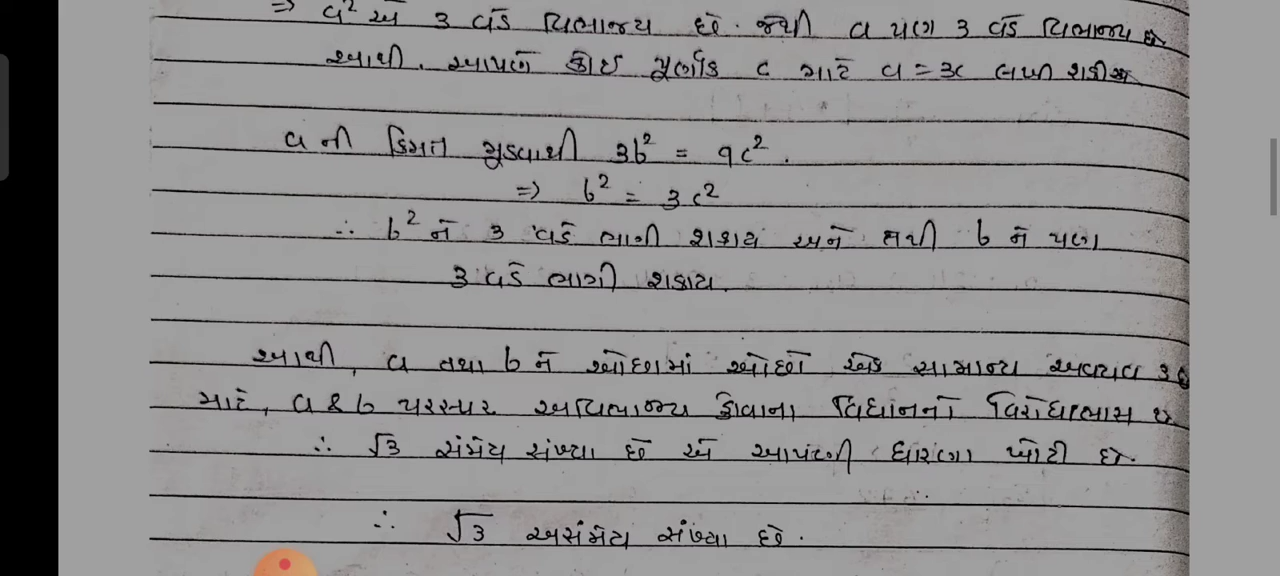 ⇒ a² એ 3 વડે વિભાજ્ય છે. જેથી a પણ 3 વડે વિભાજ્ય છે
આથી, આપણે કોઈ પુર્ણાંક c માટે a = 3c લખી શકીએ
a ની કિંમત મુકવાથી 3b² = 9c².
⇒ b² = 3c²
∴ b² ને 3 વડે ભાગી શકાય અને તેથી b ને પણ
3 વડે ભાગી શકાય.
આથી, a તથા b ને ઓછામાં ઓછો એક સામાન્ય અવયવ 3 છે
માટે, a & b પરસ્પર અવિભાજ્ય હોવાના વિધાનનો વિરોધાભાસ છે
∴ √3 સંમેય સંખ્યા છે એ આપણી ધારણા ખોટી છે.
∴ √3 અસંમેય સંખ્યા છે.